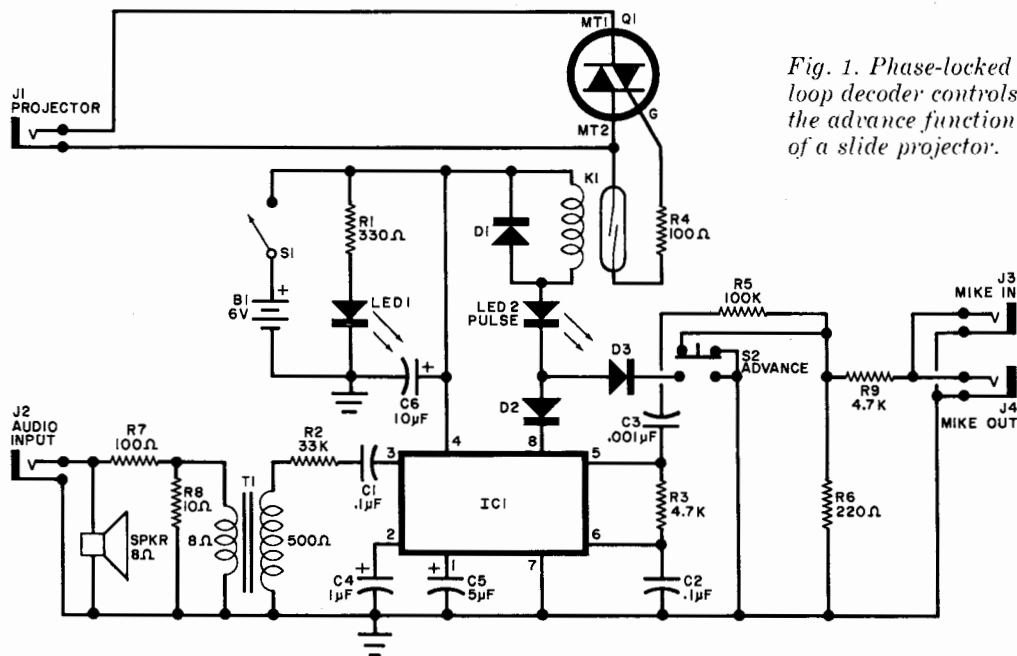 Fig. 1. Phase-locked
loop decoder controls
the advance function
of a slide projector.
MT1
Q1
G
MT2
J1
PROJECTOR
K1
D1
R4
100Ω
S1
R1
330Ω
B1
6V
+
LED1
LED2
PULSE
C6
10µF
+
D3
D2
R5
100K
S2
ADVANCE
J3
MIKE IN
R9
4.7K
J4
MIKE OUT
C3
.001µF
J2
AUDIO
INPUT
R7
100Ω
R8
10Ω
T1
8Ω
500Ω
R2
33K
C1
.1µF
SPKR
8Ω
3
4
8
5
IC1
2
1
7
6
R3
4.7K
R6
220Ω
+
C4
1µF
+
C5
5µF
C2
.1µF